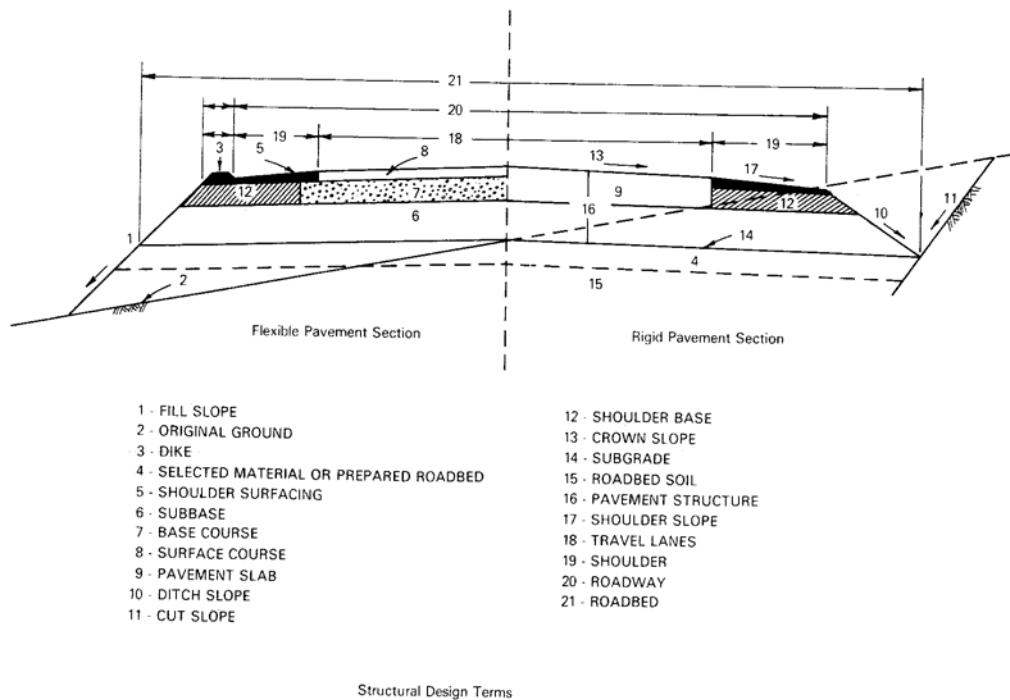 21
20
19
18
19
3
5
8
13
17
12
7
9
12
11
6
16
10
1
14
4
2
15
Flexible Pavement Section
Rigid Pavement Section
1 - FILL SLOPE
2 - ORIGINAL GROUND
3 - DIKE
4 - SELECTED MATERIAL OR PREPARED ROADBED
5 - SHOULDER SURFACING
6 - SUBBASE
7 - BASE COURSE
8 - SURFACE COURSE
9 - PAVEMENT SLAB
10 - DITCH SLOPE
11 - CUT SLOPE
12 - SHOULDER BASE
13 - CROWN SLOPE
14 - SUBGRADE
15 - ROADBED SOIL
16 - PAVEMENT STRUCTURE
17 - SHOULDER SLOPE
18 - TRAVEL LANES
19 - SHOULDER
20 - ROADWAY
21 - ROADBED
Structural Design Terms